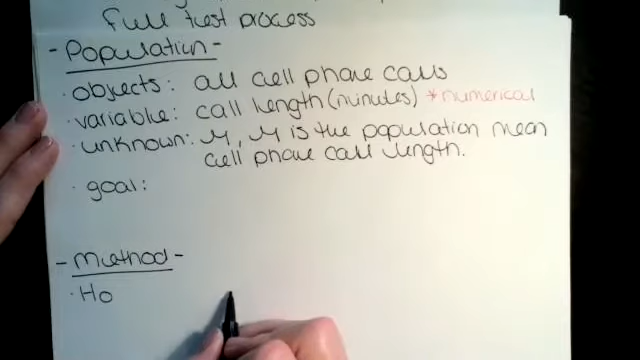 Full test process
- Population -
· objects: all cell phone calls
· variable: call length (minutes) *numerical
· unknown: μ, μ is the population mean
cell phone call length.
· goal:
- Method -
· Ho